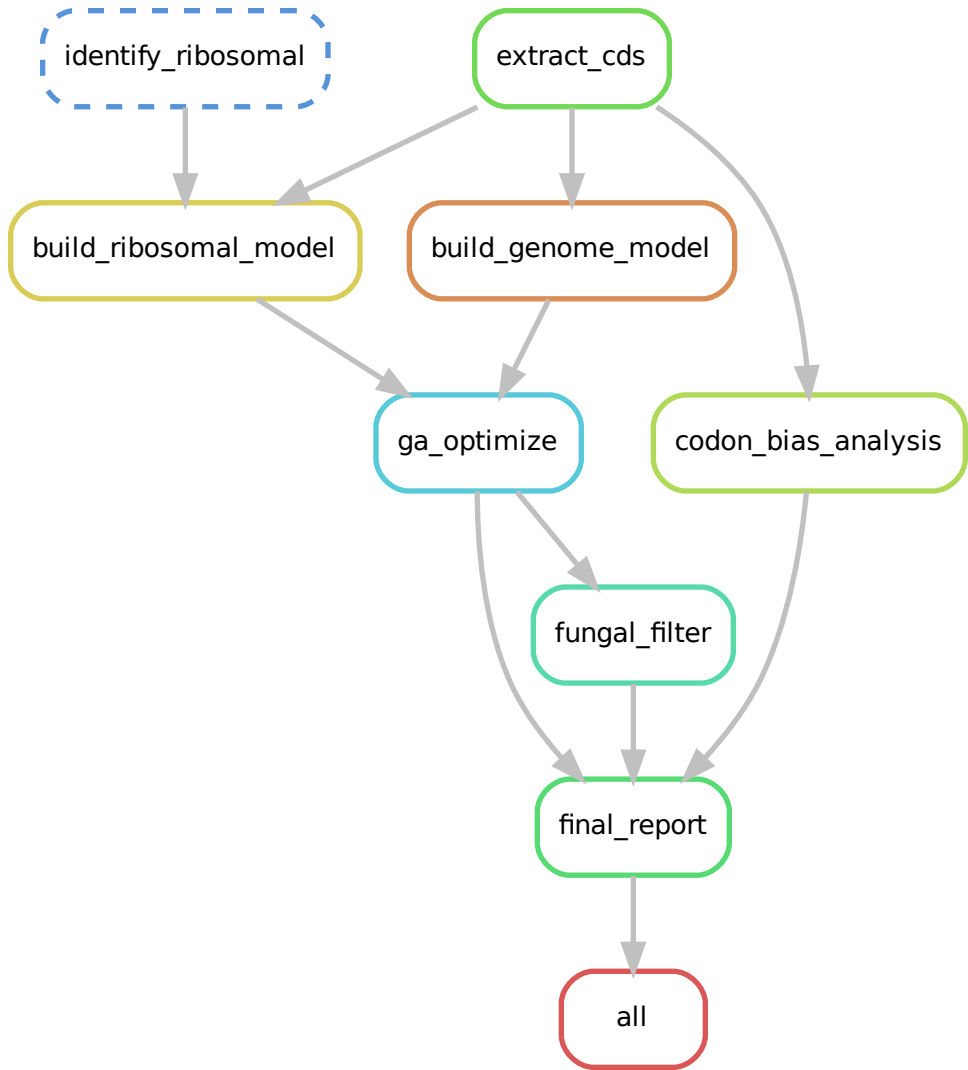 identify_ribosomal
extract_cds
build_ribosomal_model
build_genome_model
ga_optimize
codon_bias_analysis
fungal_filter
final_report
all